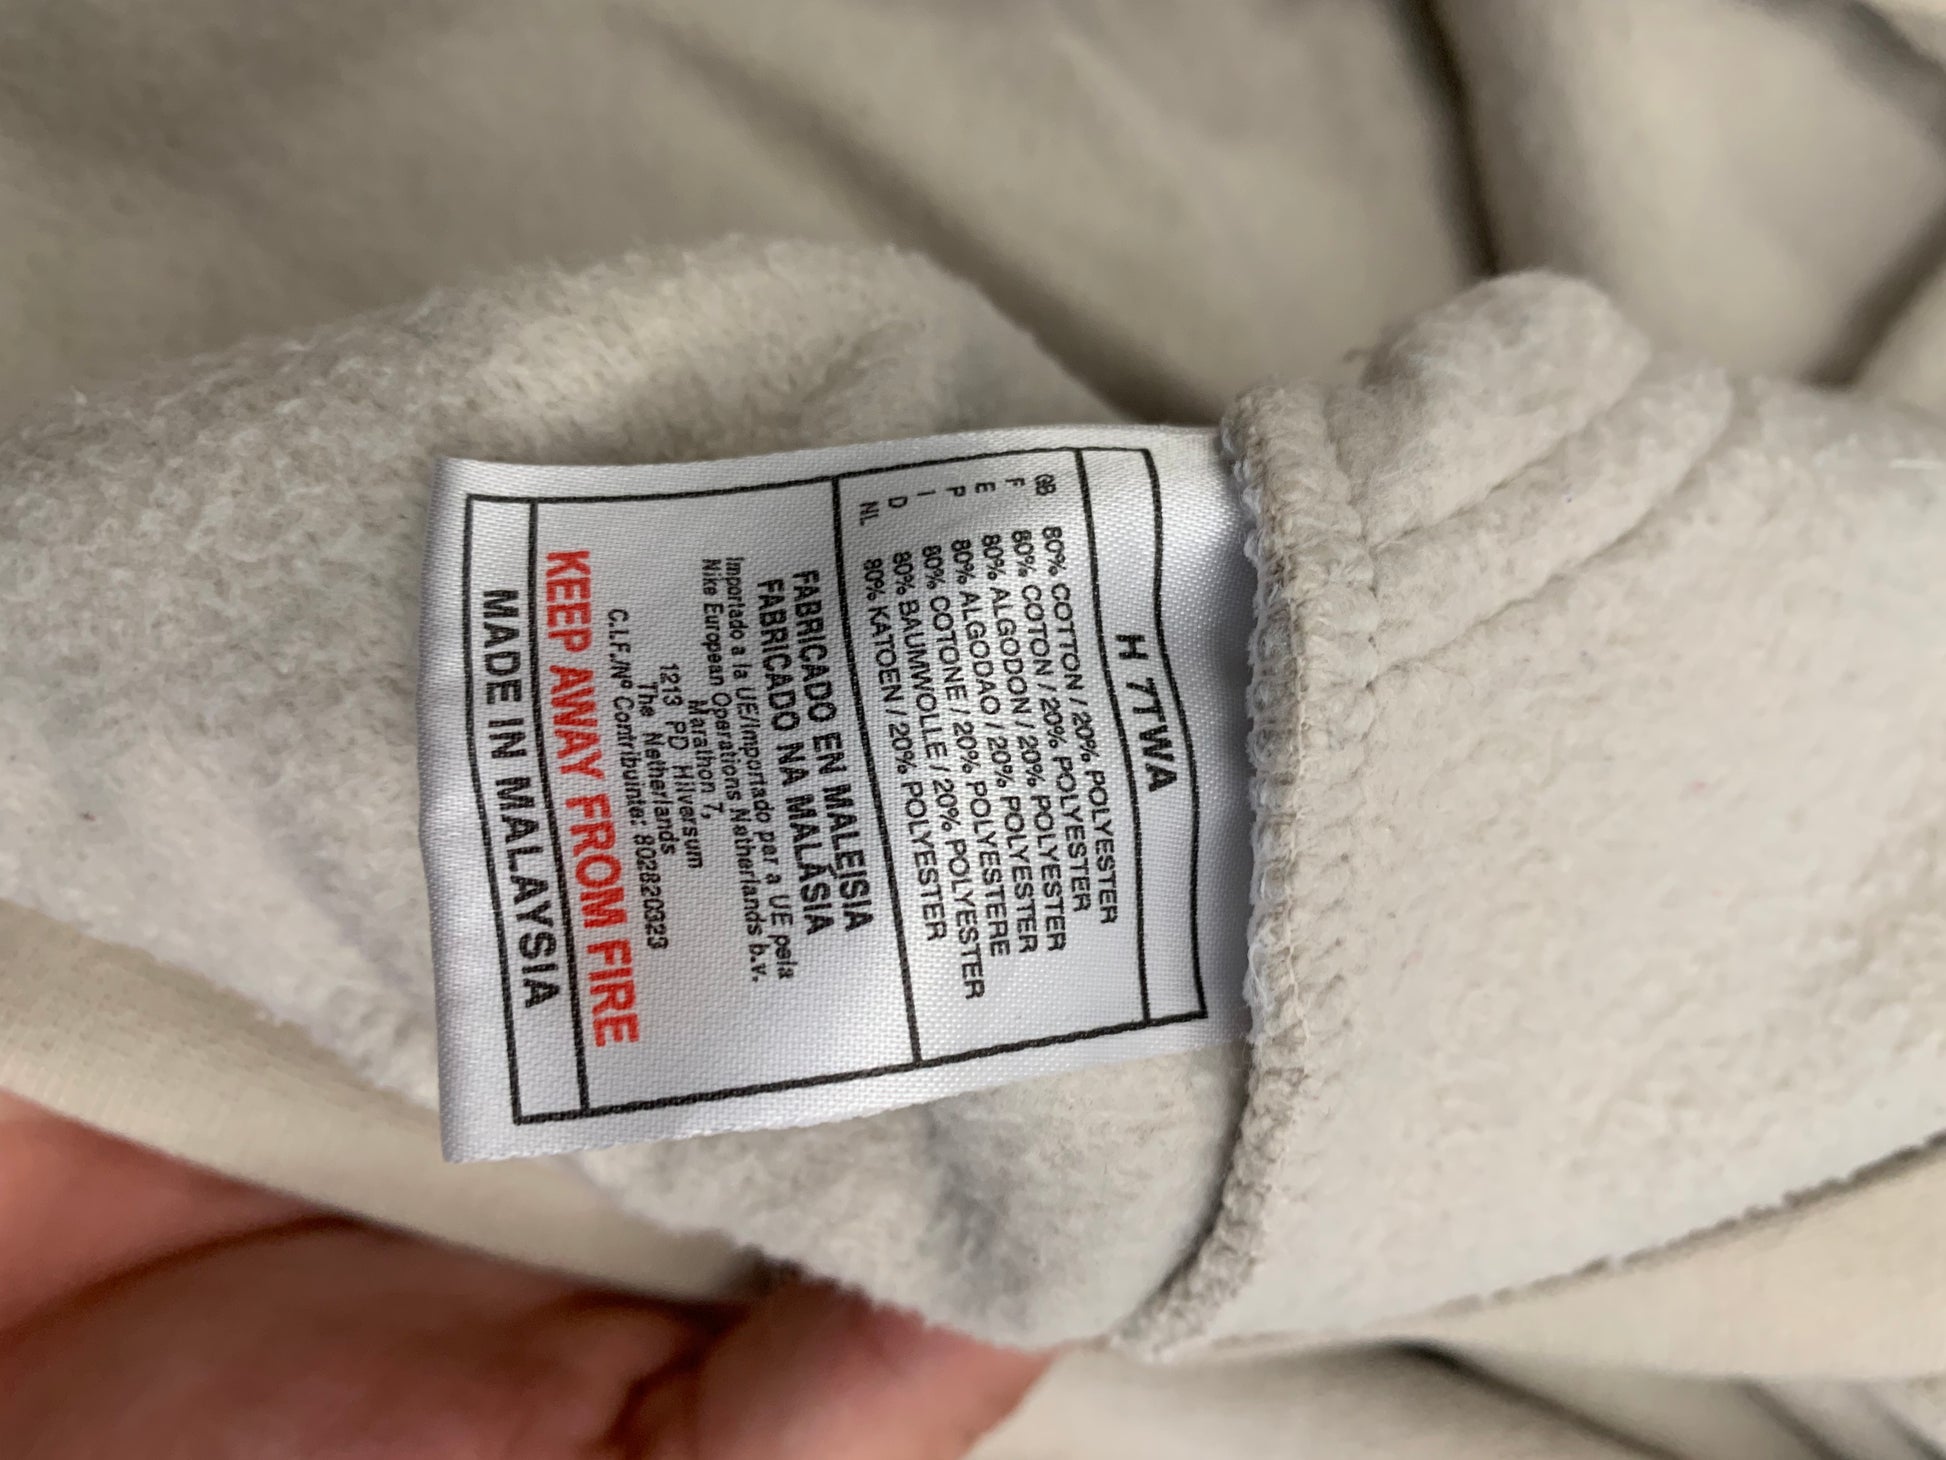 H 7TWA
GB 80% COTTON / 20% POLYESTER
F 80% COTON / 20% POLYESTER
E 80% ALGODON / 20% POLYESTER
P 80% ALGODAO / 20% POLYESTER
I 80% COTONE / 20% POLYESTERE
D 80% BAUMWOLLE / 20% POLYESTER
NL 80% KATOEN / 20% POLYESTER
FABRICADO EN MALEISIA
FABRICADO NA MALÁSIA
Importado a la UE/Importado par a UE pela
Nike European Operations Netherlands b.v.
Marathon 7,
1213 PD Hilversum
The Netherlands
C.I.F./Nº Contribuinte: 802820323
KEEP AWAY FROM FIRE
MADE IN MALAYSIA